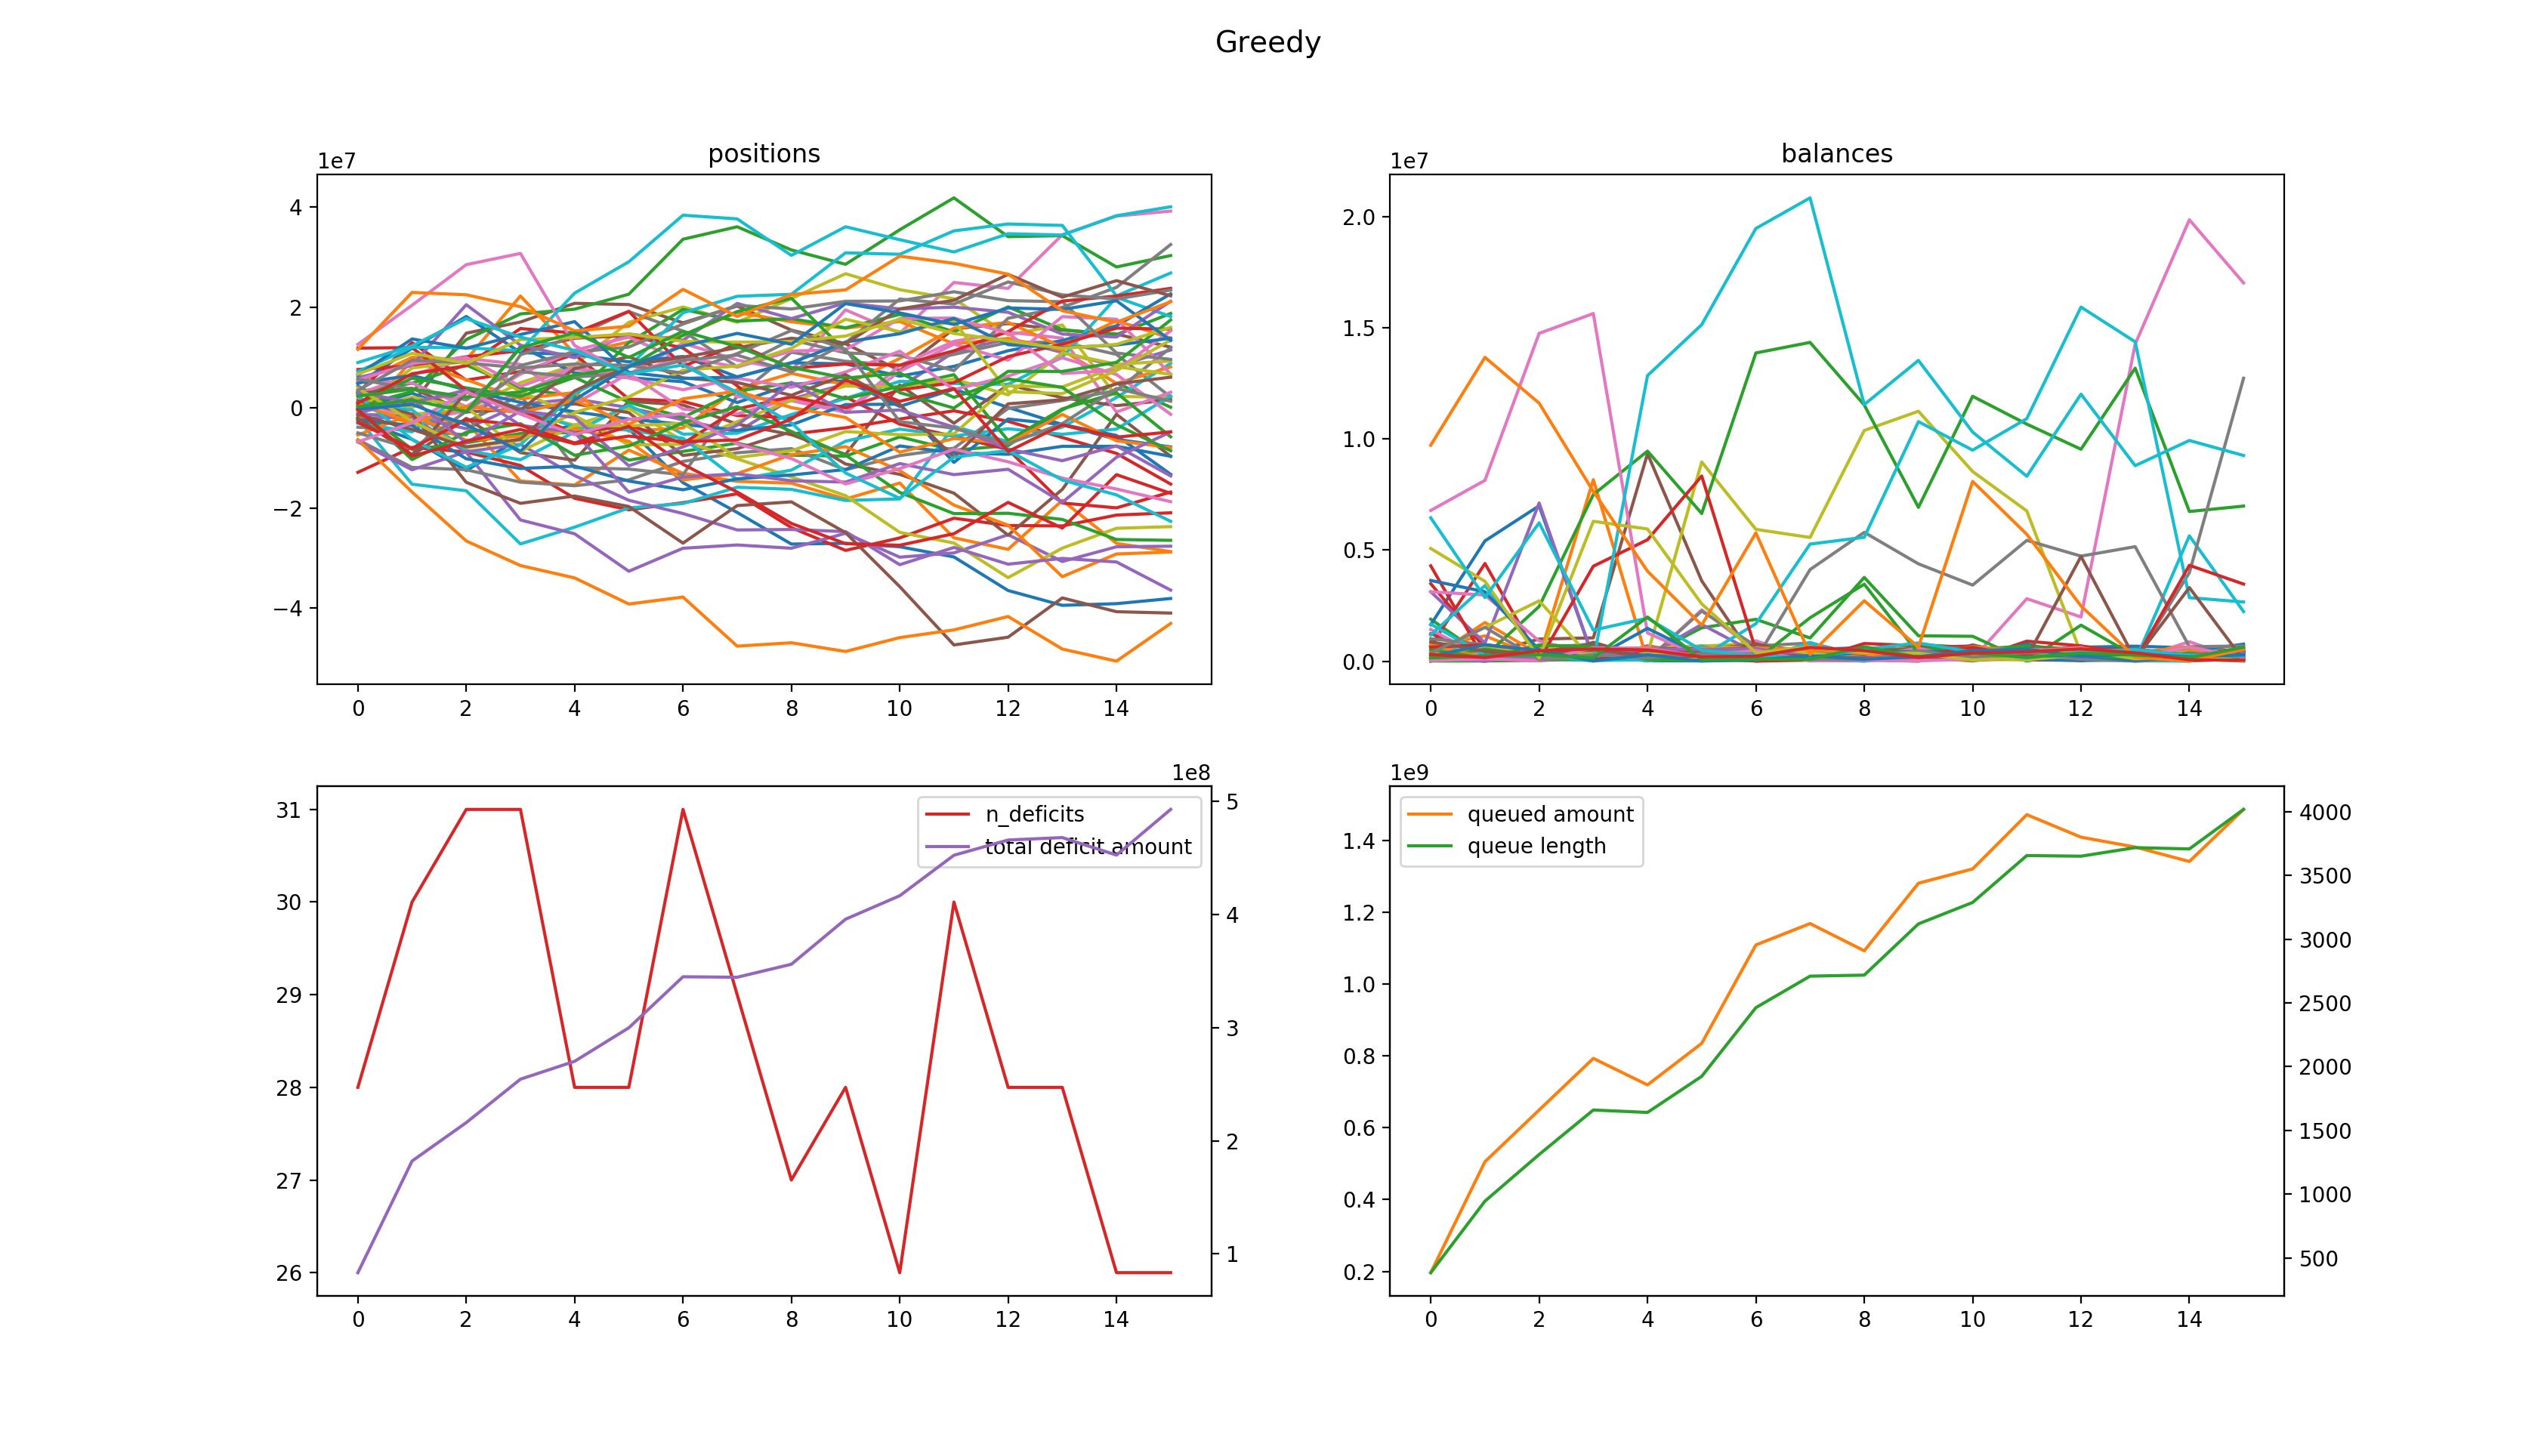 Greedy
positions
1e7
4
2
0
−2
−4
0 2 4 6 8 10 12 14
balances
1e7
2.0
1.5
1.0
0.5
0.0
0 2 4 6 8 10 12 14
1e8
31
30
29
28
27
26
n_deficits
total deficit amount
5
4
3
2
1
0 2 4 6 8 10 12 14
1e9
1.4
1.2
1.0
0.8
0.6
0.4
0.2
queued amount
queue length
4000
3500
3000
2500
2000
1500
1000
500
0 2 4 6 8 10 12 14